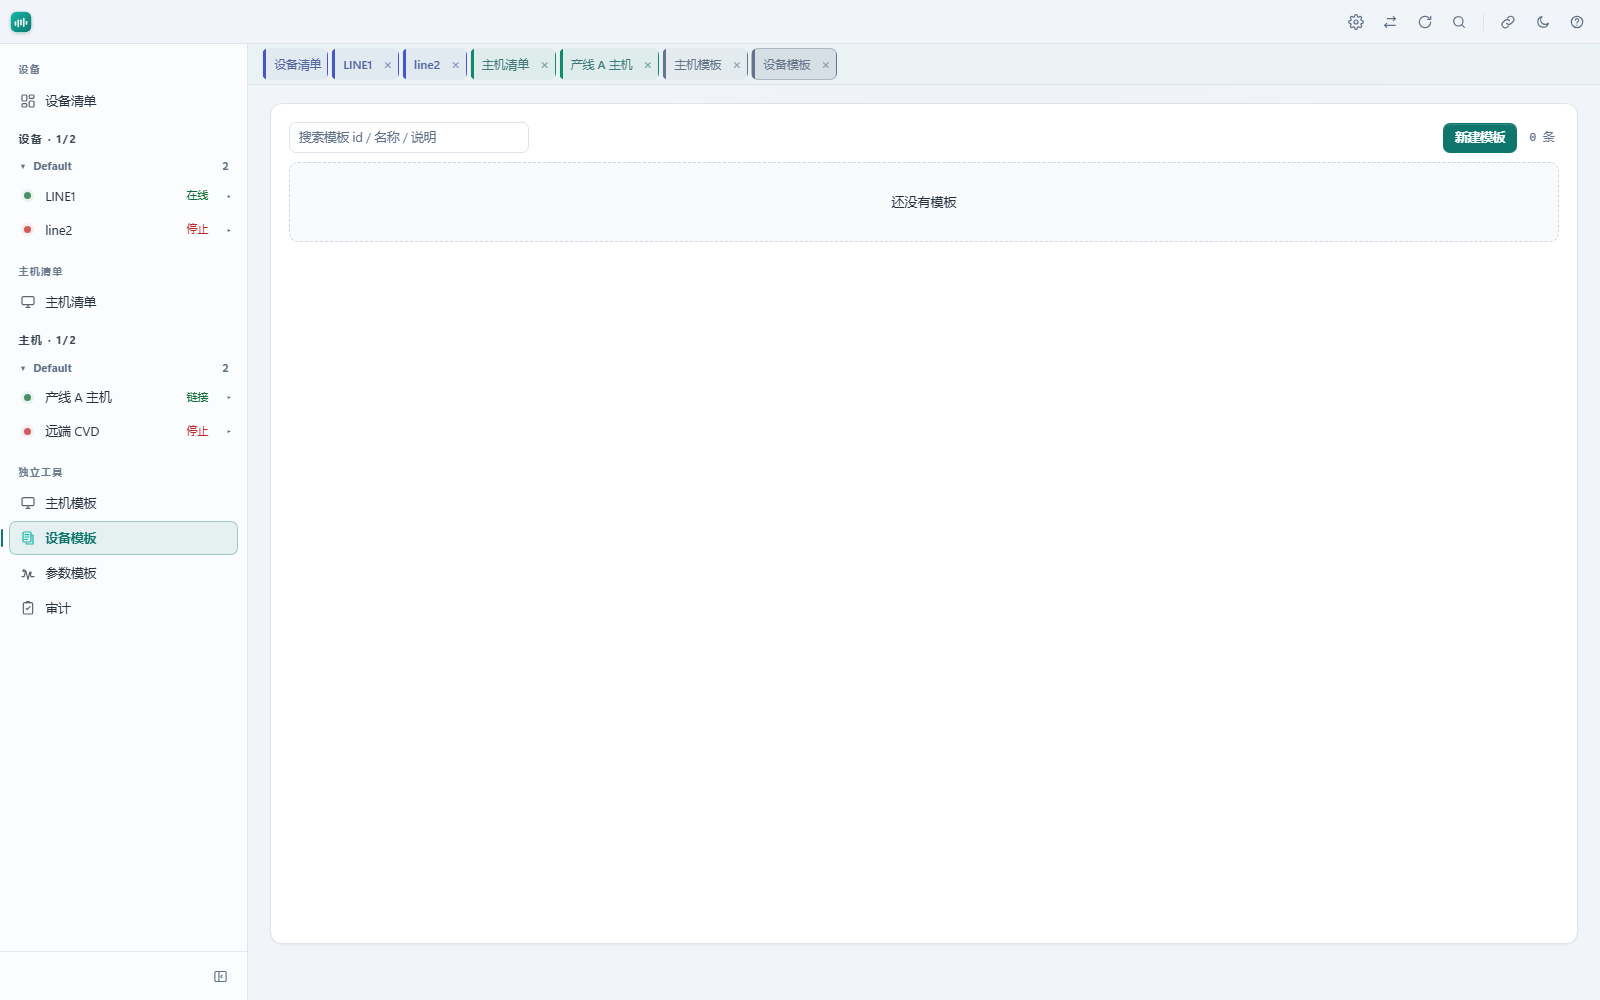 设备
设备清单
设备 · 1/2
Default 2
LINE1 在线
line2 停止
主机清单
主机清单
主机 · 1/2
Default 2
产线 A 主机 链接
远端 CVD 停止
独立工具
主机模板
设备模板
参数模板
审计
设备清单 LINE1 × line2 × 主机清单 × 产线 A 主机 × 主机模板 × 设备模板 ×
搜索模板 id / 名称 / 说明
新建模板 0 条
还没有模板